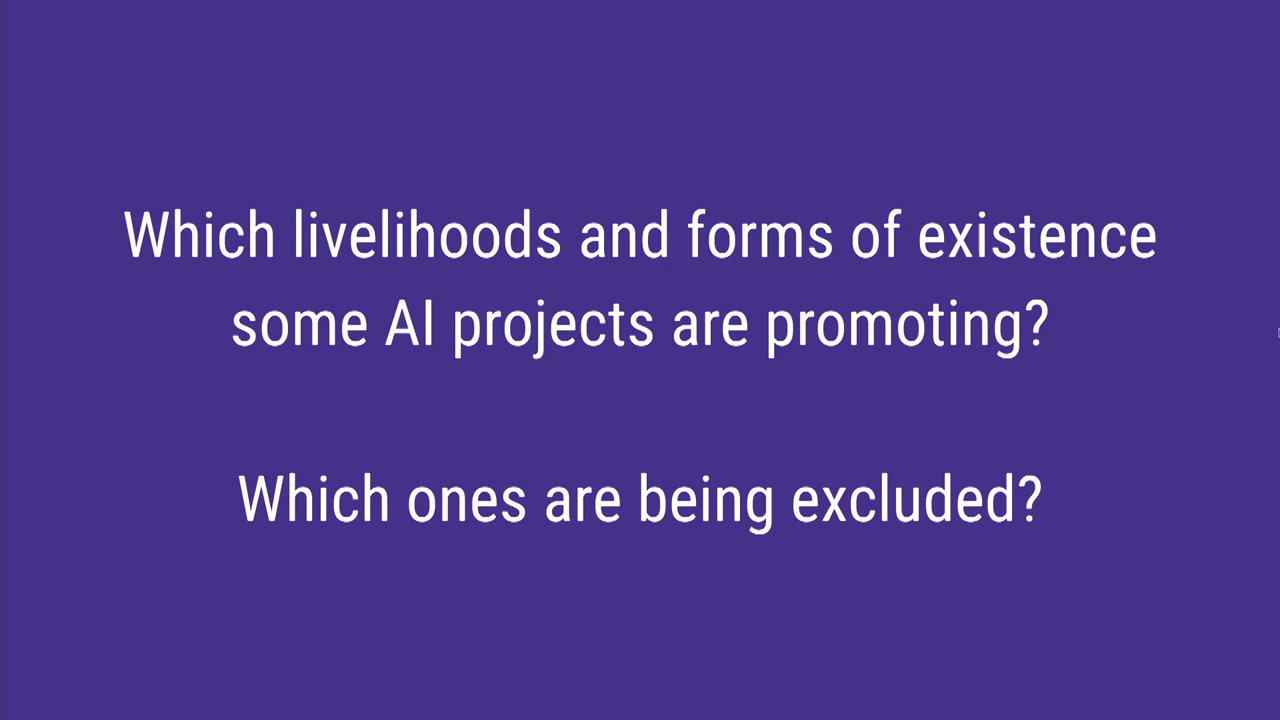 Which livelihoods and forms of existence
some AI projects are promoting?
Which ones are being excluded?